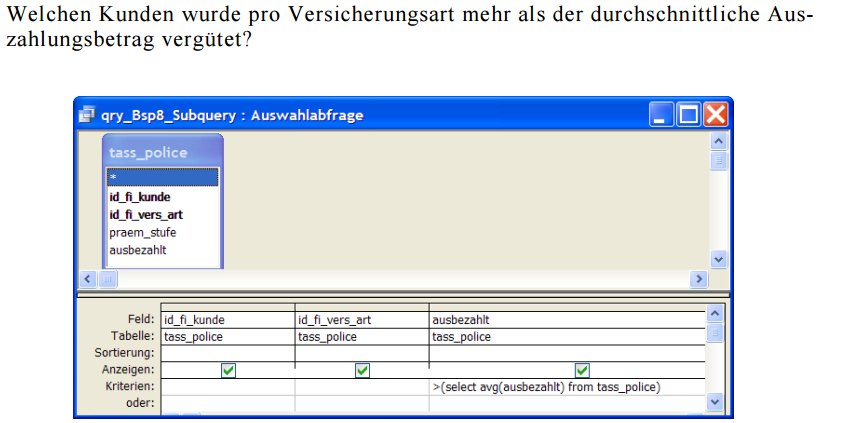 Welchen Kunden wurde pro Versicherungsart mehr als der durchschnittliche Aus-
zahlungsbetrag vergütet?
qry_Bsp8_Subquery : Auswahlabfrage
tass_police
*
id_fi_kunde
id_fi_vers_art
praem_stufe
ausbezahlt
Feld: id_fi_kunde id_fi_vers_art ausbezahlt
Tabelle: tass_police tass_police tass_police
Sortierung:
Anzeigen:
Kriterien: >(select avg(ausbezahlt) from tass_police)
oder: